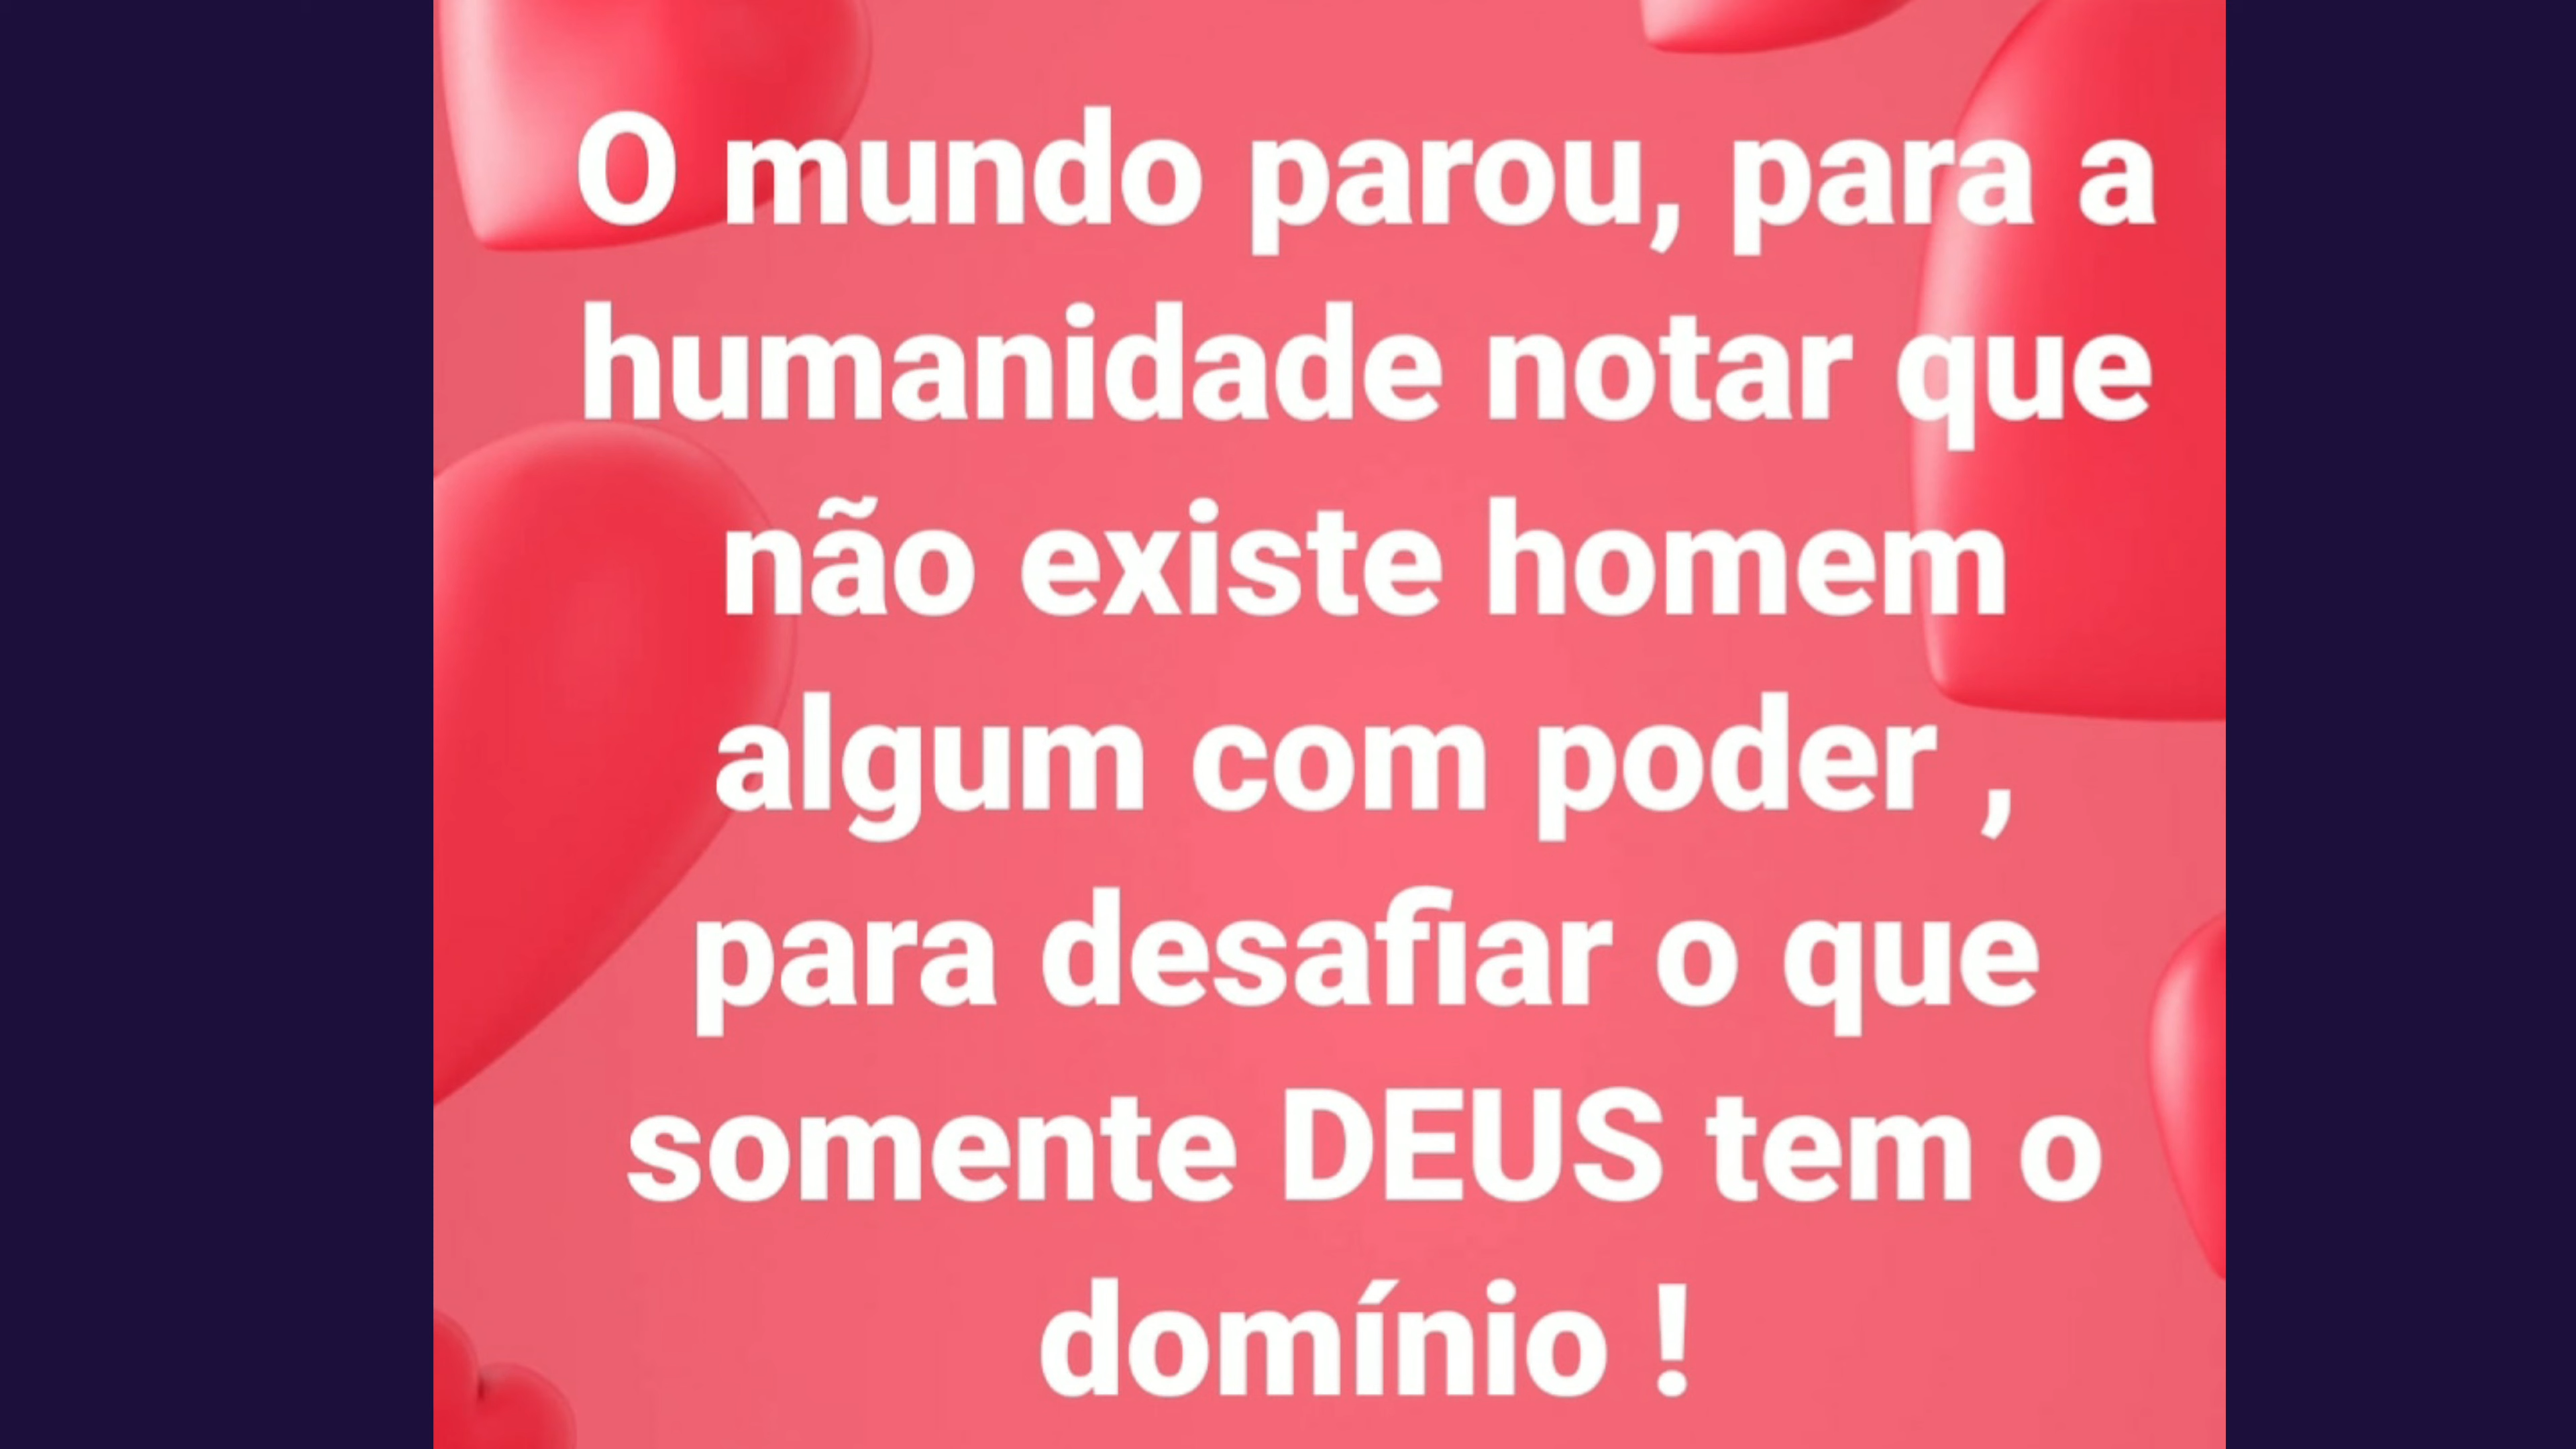 O mundo parou, para a
humanidade notar que
não existe homem
algum com poder ,
para desafiar o que
somente DEUS tem o
domínio !